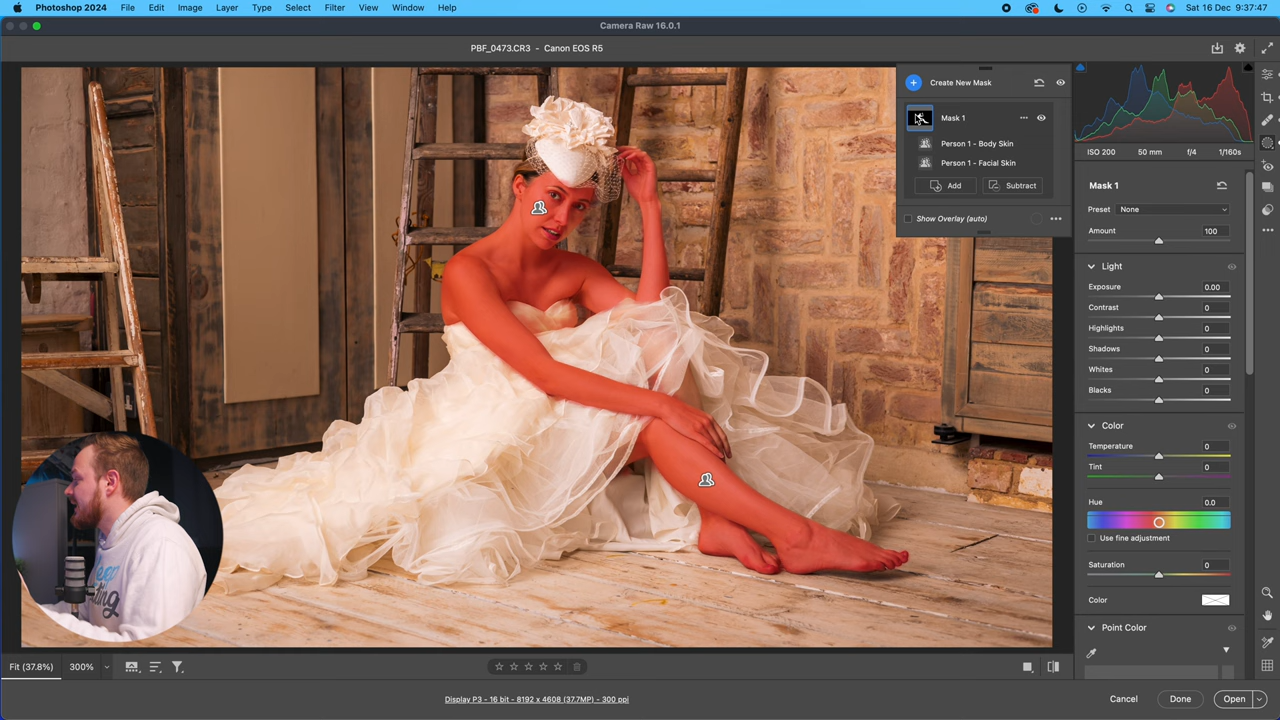 Photoshop 2024 File Edit Image Layer Type Select Filter View Window Help Sat 16 Dec 9:37:47
Camera Raw 16.0.1
PBF_0473.CR3 - Canon EOS R5
Create New Mask
Mask 1
Person 1 - Body Skin
Person 1 - Facial Skin
Add Subtract
Show Overlay (auto)
ISO 200 50 mm f/4 1/160s
Mask 1
Preset None
Amount 100
Light
Exposure 0.00
Contrast 0
Highlights 0
Shadows 0
Whites 0
Blacks 0
Color
Temperature 0
Tint 0
Hue 0.0
Use fine adjustment
Saturation 0
Color
Point Color
Fit (37.8%) 300%
Display P3 - 16 bit - 8192 x 4608 (37.7MP) - 300 ppi
Cancel Done Open